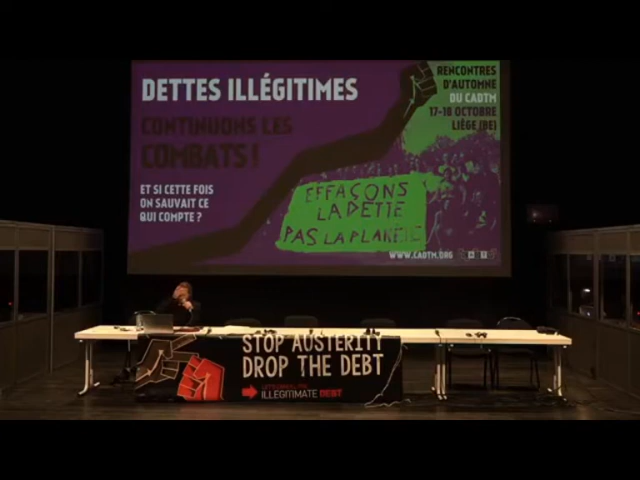 DETTES ILLÉGITIMES
CONTINUONS LES
COMBATS !
ET SI CETTE FOIS
ON SAUVAIT CE
QUI COMPTE ?
RENCONTRES
D'AUTOMNE
DU CADTM
17-18 OCTOBRE
LIÈGE (BE)
EFFAÇONS
LA DETTE
PAS LA PLANÈTE
WWW.CADTM.ORG
STOP AUSTERITY
DROP THE DEBT
ILLEGITIMATE DEBT